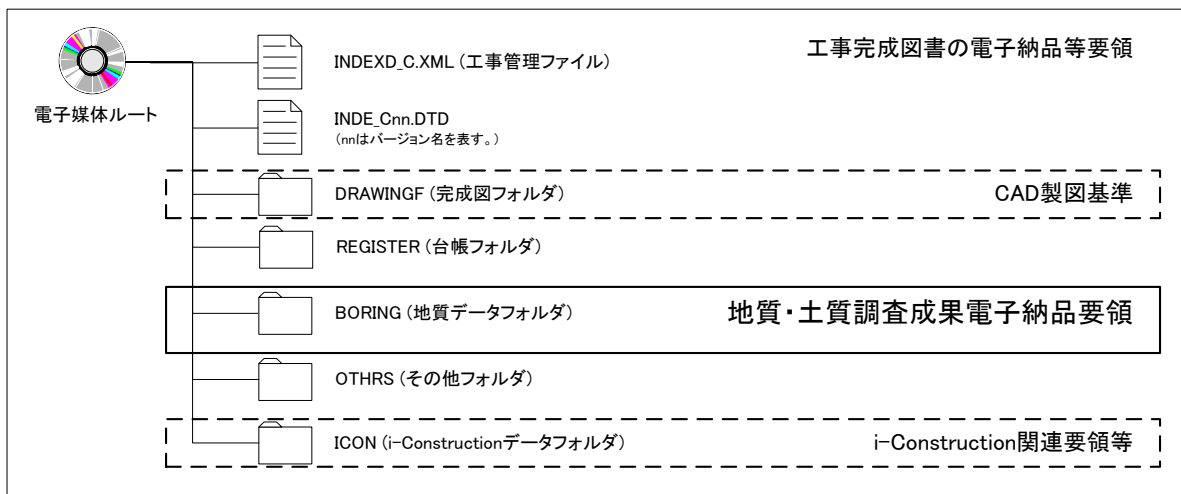 工事完成図書の電子納品等要領
電子媒体ルート
INDEXD_C.XML (工事管理ファイル)
INDE_Cnn.DTD
(nnはバージョン名を表す。)
DRAWINGF (完成図フォルダ)
CAD製図基準
REGISTER (台帳フォルダ)
BORING (地質データフォルダ)
地質・土質調査成果電子納品要領
OTHRS (その他フォルダ)
ICON (i-Constructionデータフォルダ)
i-Construction関連要領等